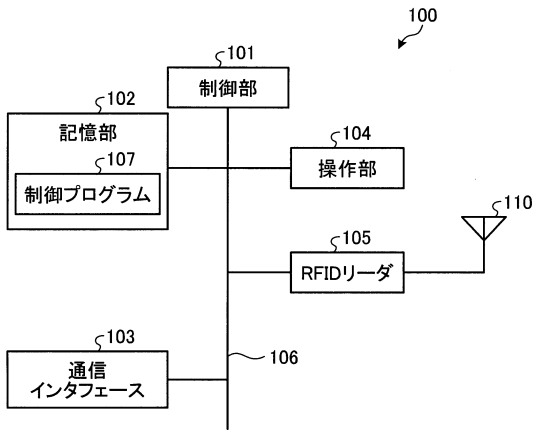 100
101
制御部
102
記憶部
107
制御プログラム
104
操作部
110
105
RFIDリーダ
103
通信
インタフェース
106